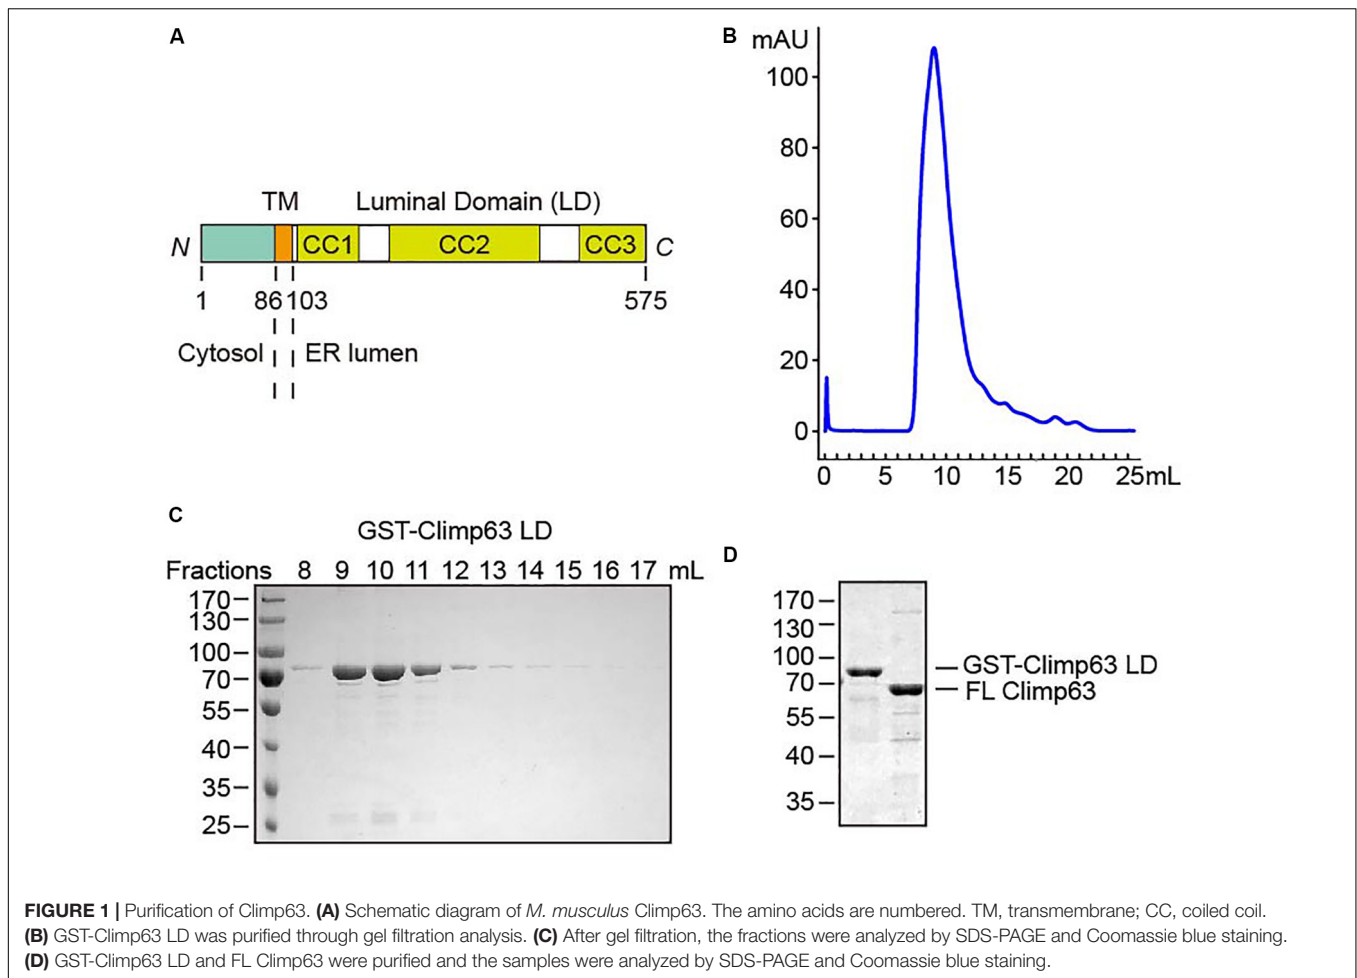 A
TM Luminal Domain (LD)
N CC1 CC2 CC3 C
1 86 103 575
Cytosol ER lumen
B
mAU
100
80
60
40
20
0
0 5 10 15 20 25mL
C
GST-Climp63 LD
Fractions 8 9 10 11 12 13 14 15 16 17 mL
170
130
100
70
55
40
35
25
D
170
130
100
70
55
40
35
GST-Climp63 LD
FL Climp63
FIGURE 1 | Purification of Climp63. (A) Schematic diagram of M. musculus Climp63. The amino acids are numbered. TM, transmembrane; CC, coiled coil.
(B) GST-Climp63 LD was purified through gel filtration analysis. (C) After gel filtration, the fractions were analyzed by SDS-PAGE and Coomassie blue staining.
(D) GST-Climp63 LD and FL Climp63 were purified and the samples were analyzed by SDS-PAGE and Coomassie blue staining.